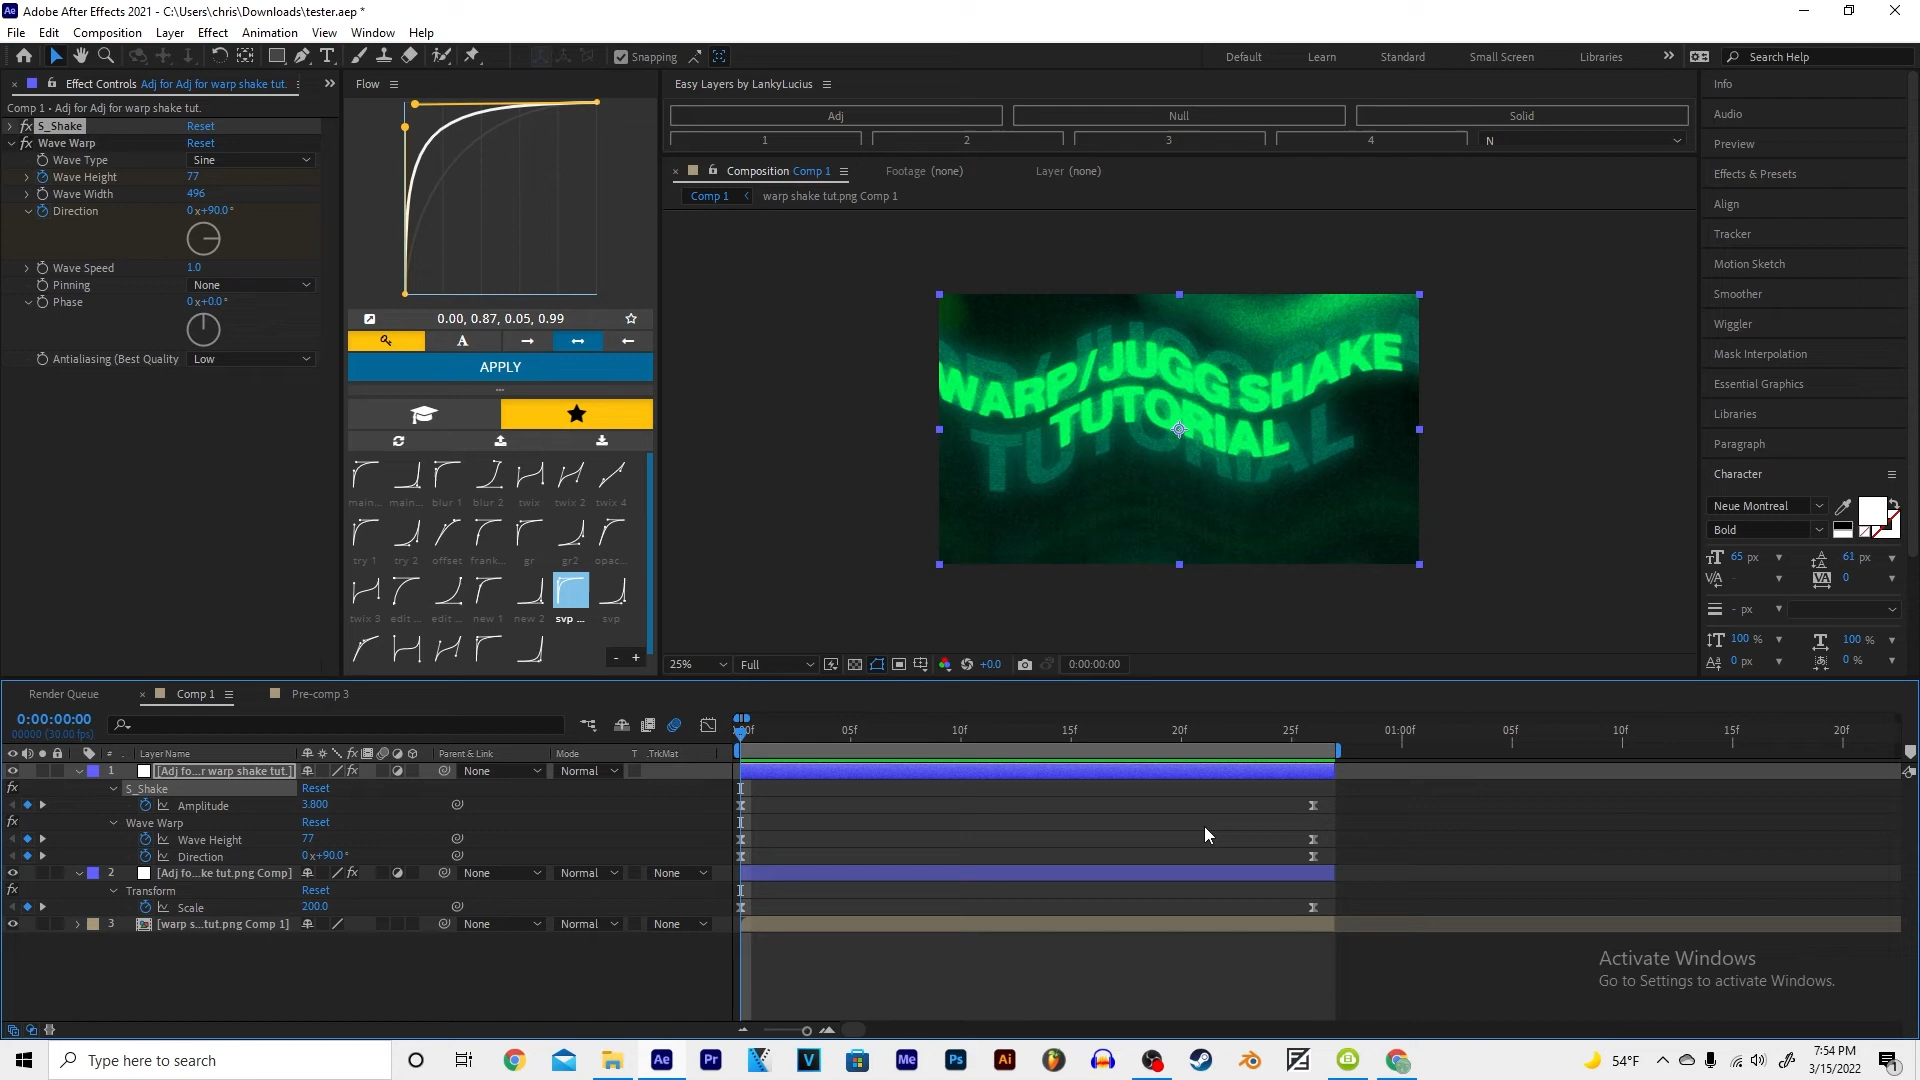 Adobe After Effects 2021 - C:\Users\chris\Downloads\tester.aep *
File Edit Composition Layer Effect Animation View Window Help
Snapping
Default Learn Standard Small Screen Libraries
Search Help
Effect Controls Adj for Adj for warp shake tut.
Comp 1 • Adj for Adj for warp shake tut.
fx S_Shake Reset
fx Wave Warp Reset
Wave Type Sine
Wave Height 77
Wave Width 496
Direction 0x+90.0°
Wave Speed 1.0
Pinning None
Phase 0x+0.0°
Antialiasing (Best Quality Low
Flow
0.00, 0.87, 0.05, 0.99
A
APPLY
main... main... blur 1 blur 2 twix twix 2 twix 4
try 1 try 2 offset frank... gr gr2 opac...
twix 3 edit ... edit ... new 1 new 2 svp ... svp
- +
Easy Layers by LankyLucius
Adj Null Solid
1 2 3 4 N
Composition Comp 1 Footage (none) Layer (none)
Comp 1 warp shake tut.png Comp 1
WARP/JUGG SHAKE
TUTORIAL
25% Full +0.0 0:00:00:00
Info
Audio
Preview
Effects & Presets
Align
Tracker
Motion Sketch
Smoother
Wiggler
Mask Interpolation
Essential Graphics
Libraries
Paragraph
Character
Neue Montreal
Bold
65 px 61 px
0
- px
100 % 100 %
0 px 0 %
Render Queue Comp 1 Pre-comp 3
0:00:00:00
00000 (30.00 fps)
05f 10f 15f 20f 25f 01:00f 05f 10f 15f 20f
# Layer Name Parent & Link Mode T .TrkMat
1 [Adj fo...r warp shake tut.] None Normal
S_Shake Reset
Amplitude 3.800
Wave Warp Reset
Wave Height 77
Direction 0x+90.0°
2 [Adj fo...ke tut.png Comp] None Normal None
Transform Reset
Scale 200.0
3 [warp s...tut.png Comp 1] None Normal None
Activate Windows
Go to Settings to activate Windows.
Type here to search
Ae Pr V Me Ps Ai
54°F
7:54 PM
3/15/2022
1